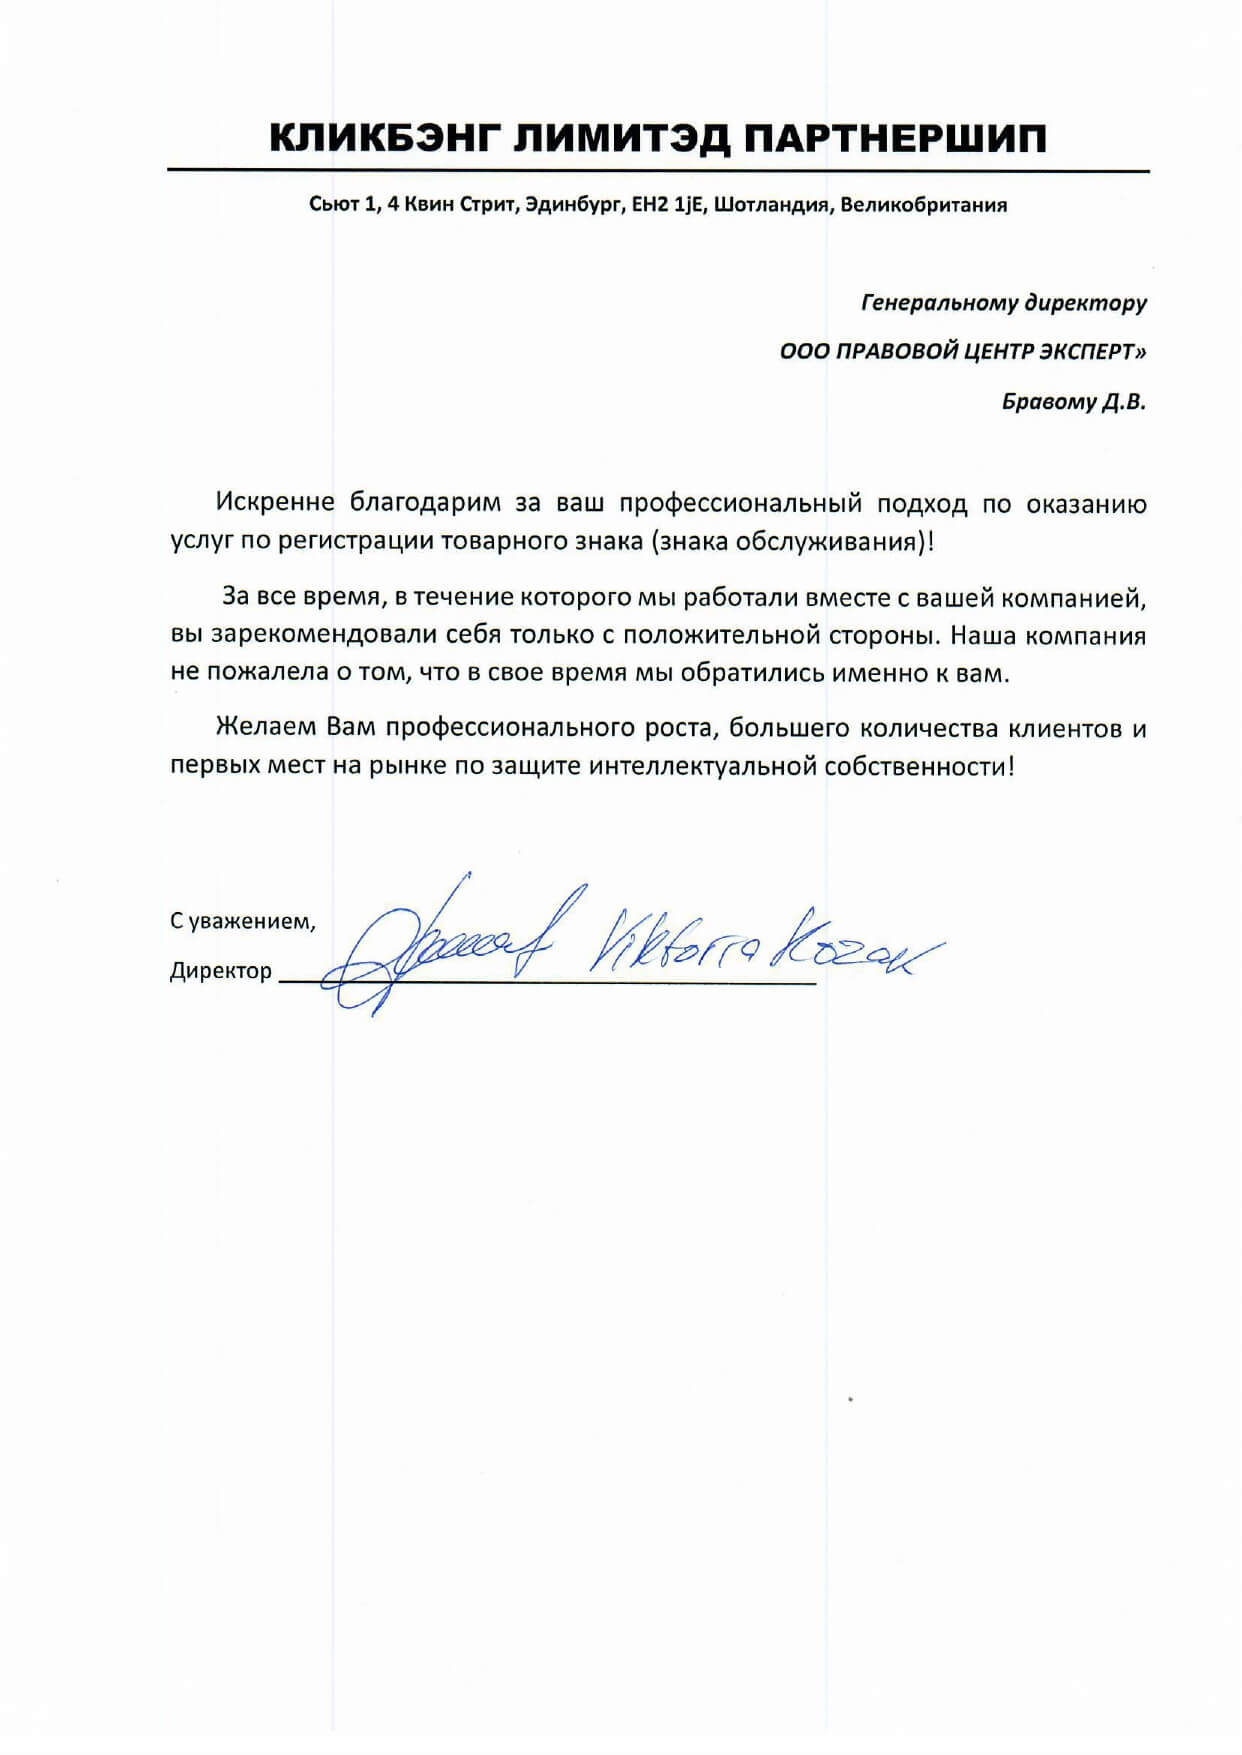 КЛИКБЭНГ ЛИМИТЭД ПАРТНЕРШИП
Сьют 1, 4 Квин Стрит, Эдинбург, EH2 1jE, Шотландия, Великобритания
Генеральному директору
ООО ПРАВОВОЙ ЦЕНТР ЭКСПЕРТ»
Бравому Д.В.
Искренне благодарим за ваш профессиональный подход по оказанию
услуг по регистрации товарного знака (знака обслуживания)!
За все время, в течение которого мы работали вместе с вашей компанией,
вы зарекомендовали себя только с положительной стороны. Наша компания
не пожалела о том, что в свое время мы обратились именно к вам.
Желаем Вам профессионального роста, большего количества клиентов и
первых мест на рынке по защите интеллектуальной собственности!
С уважением,
Директор Viktoria Kozak